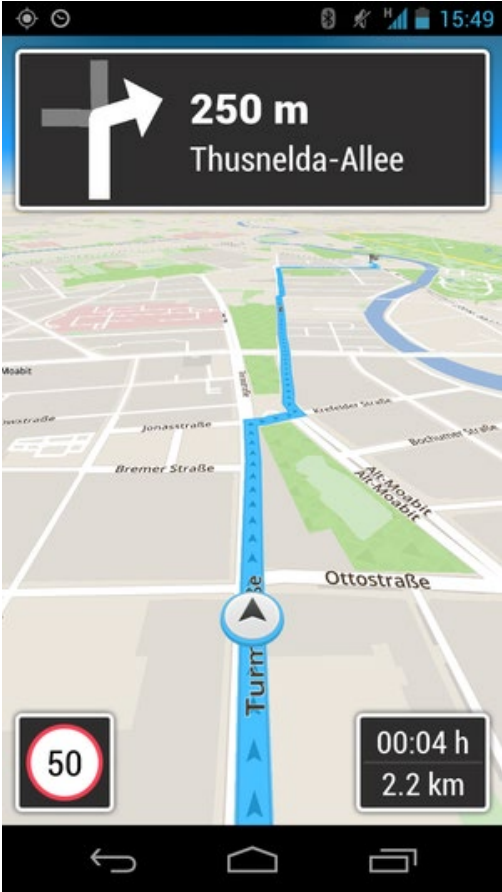 H 15:49
250 m
Thusnelda-Allee
Moabit
Krefelder Straße
Jonasstraße
Bochumer Straße
Bremer Straße
Alt-Moabit
Alt-Moabit
Ottostraße
50
00:04 h
2.2 km